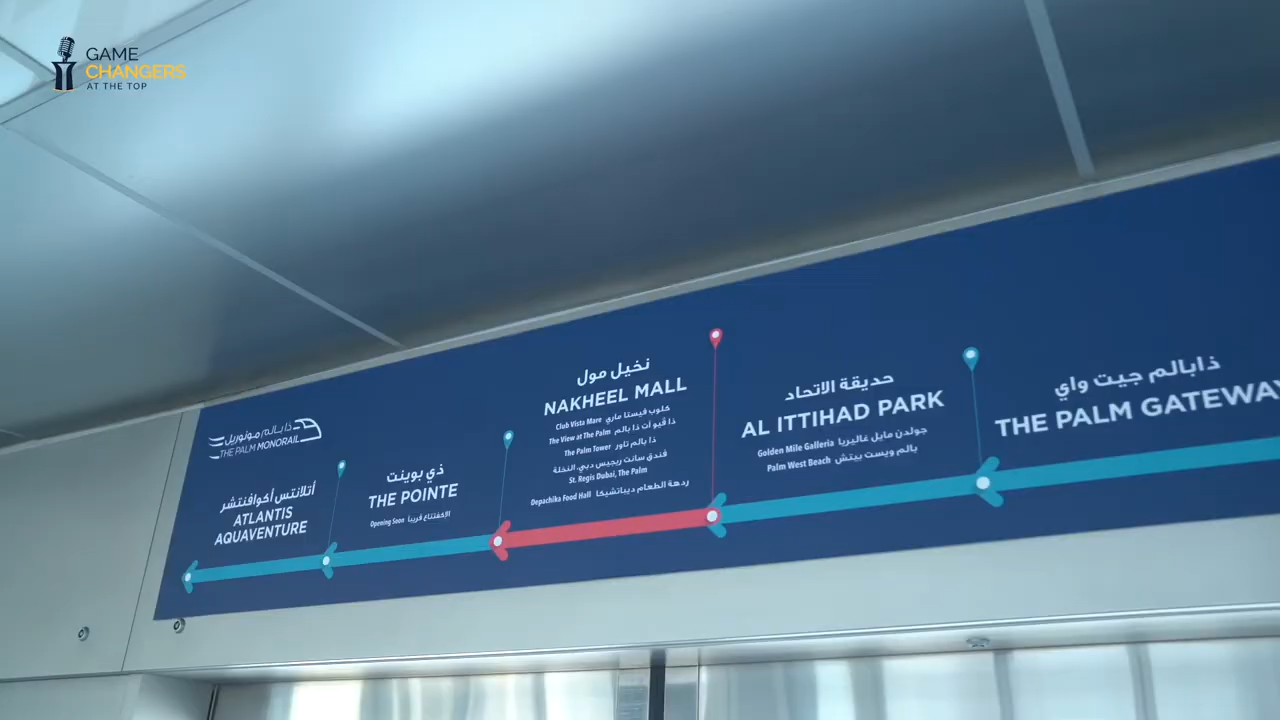 GAME
CHANGERS
AT THE TOP
ذا بالم مونوريل
THE PALM MONORAIL
أتلانتس أكوافنتشر
ATLANTIS
AQUAVENTURE
ذي بوينت
THE POINTE
Opening Soon الإفتتاح قريباً
نخيل مول
NAKHEEL MALL
Club Vista Mare كلوب فيستا ماري
The View at The Palm ذا ڤيو أت ذا بالم
The Palm Tower ذا بالم تاور
فندق سانت ريجيس دبي، النخلة
St. Regis Dubai, The Palm
Depachika Food Hall ردهة الطعام ديباتشيكا
حديقة الاتحاد
AL ITTIHAD PARK
Golden Mile Galleria جولدن مايل غاليريا
Palm West Beach بالم ويست بيتش
ذا بالم جيت واي
THE PALM GATEWAY